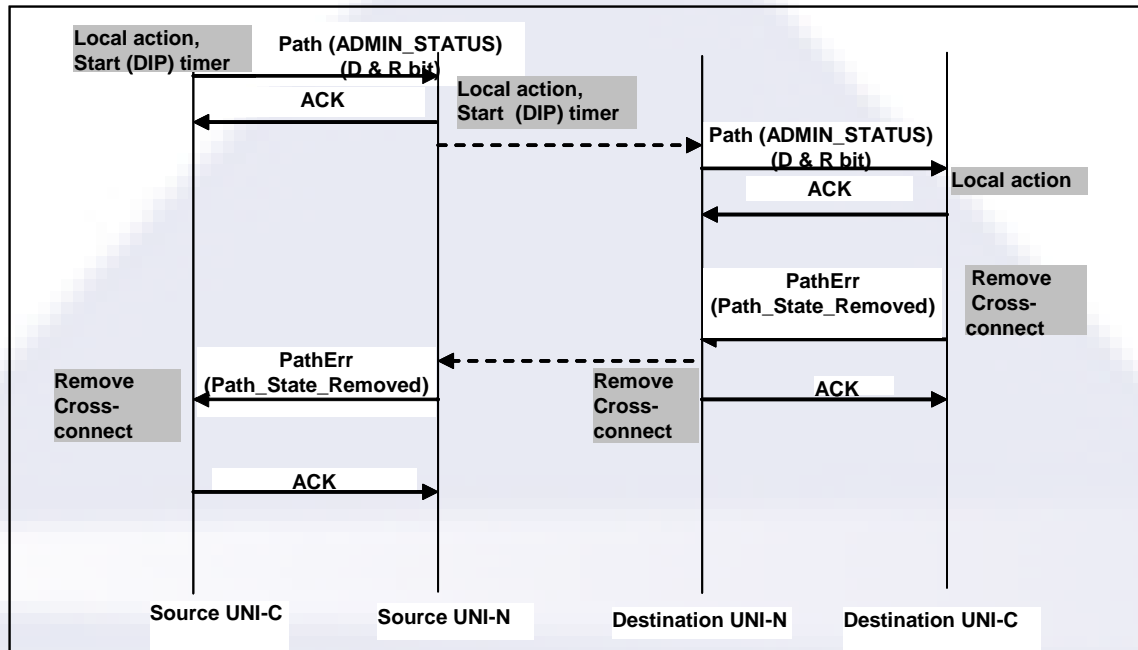 Local action,
Start (DIP) timer
Path (ADMIN_STATUS)
(D & R bit)
ACK
Local action,
Start (DIP) timer
Path (ADMIN_STATUS)
(D & R bit)
ACK
Local action
PathErr
(Path_State_Removed)
Remove
Cross-
connect
PathErr
(Path_State_Removed)
Remove
Cross-
connect
Remove
Cross-
connect
ACK
ACK
Source UNI-C
Source UNI-N
Destination UNI-N
Destination UNI-C